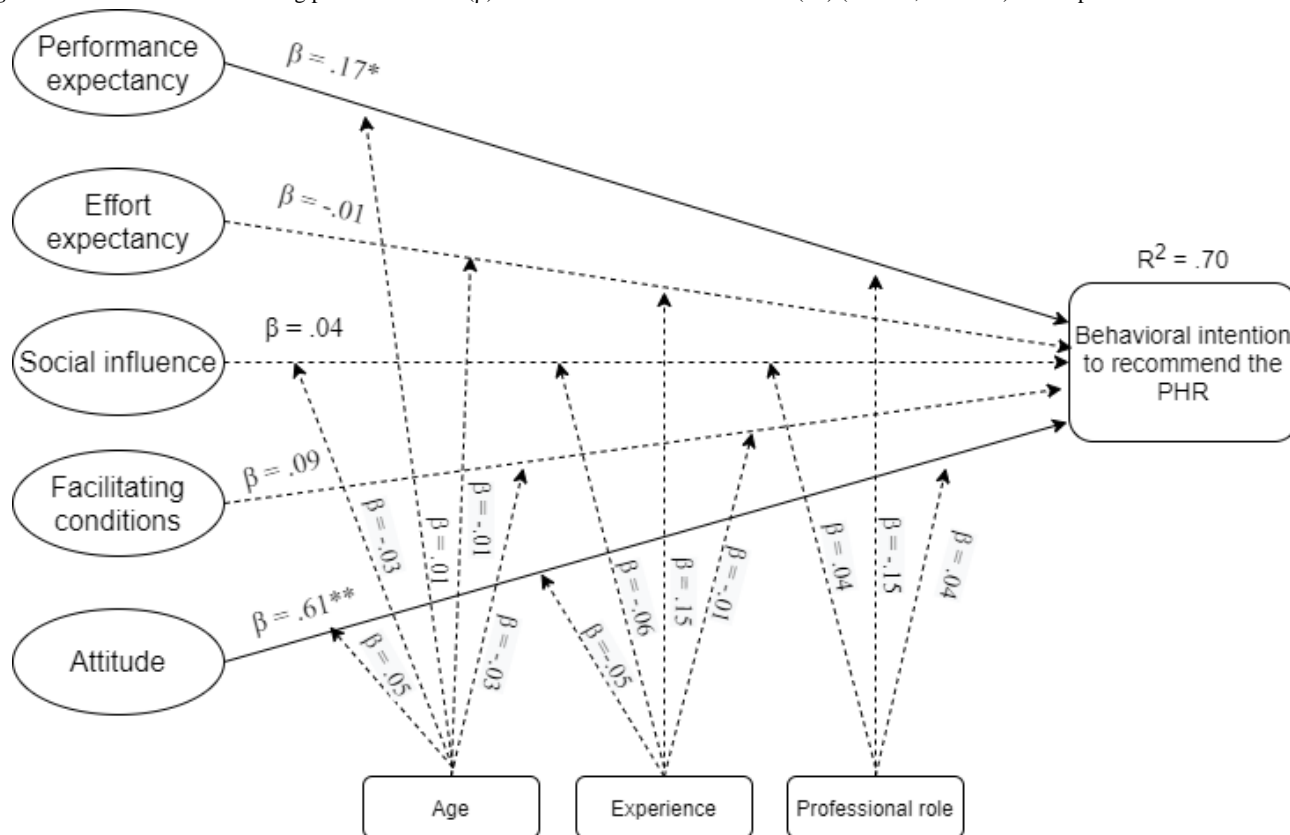 Performance
expectancy
β = .17*
Effort
expectancy
β = -.01
R² = .70
Social influence
β = .04
Behavioral intention
to recommend the
PHR
Facilitating
conditions
β = .09
Attitude
β = .61**
β = .05
β = -.03
β = .01
β = -.01
β = -.03
β =-.05
β = -.06
β = .15
β = -.01
β = .04
β = -.15
β = .04
Age
Experience
Professional role